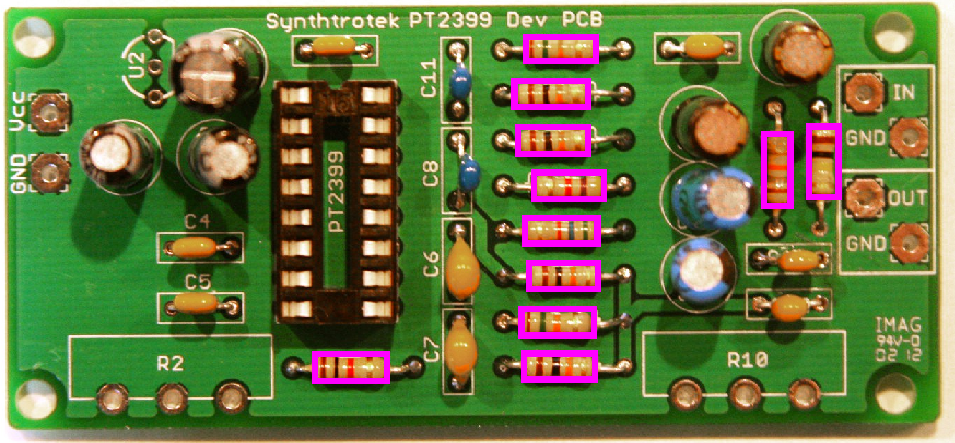 Synthtrotek PT2399 Dev PCB
U2
Vcc
GND
C11
C8
C6
C7
PT2399
C4
C5
R2
R10
IN
GND
OUT
GND
IMAG
94V-0
02 12